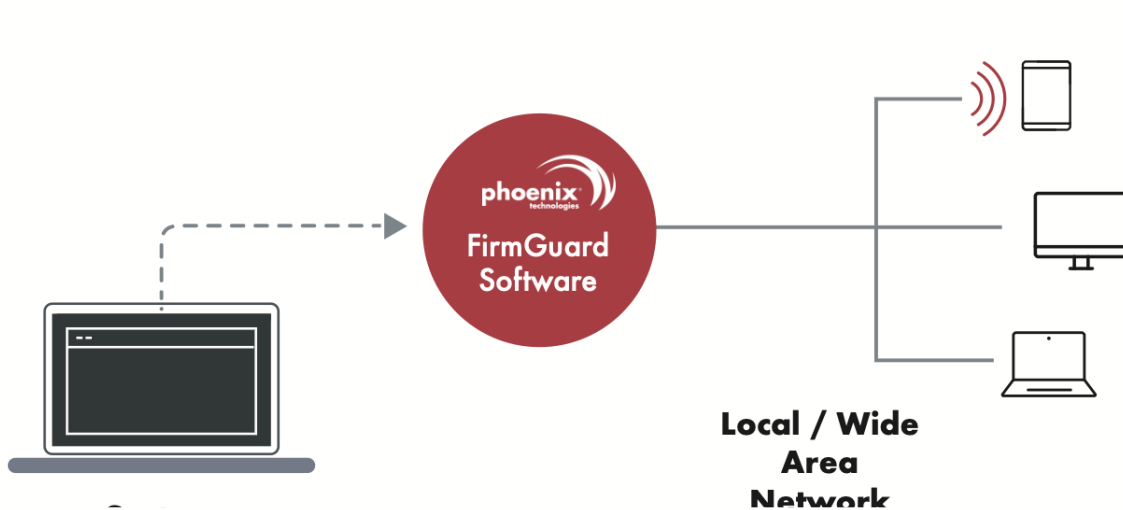 phoenix
technologies
FirmGuard
Software
Local / Wide
Area
Network